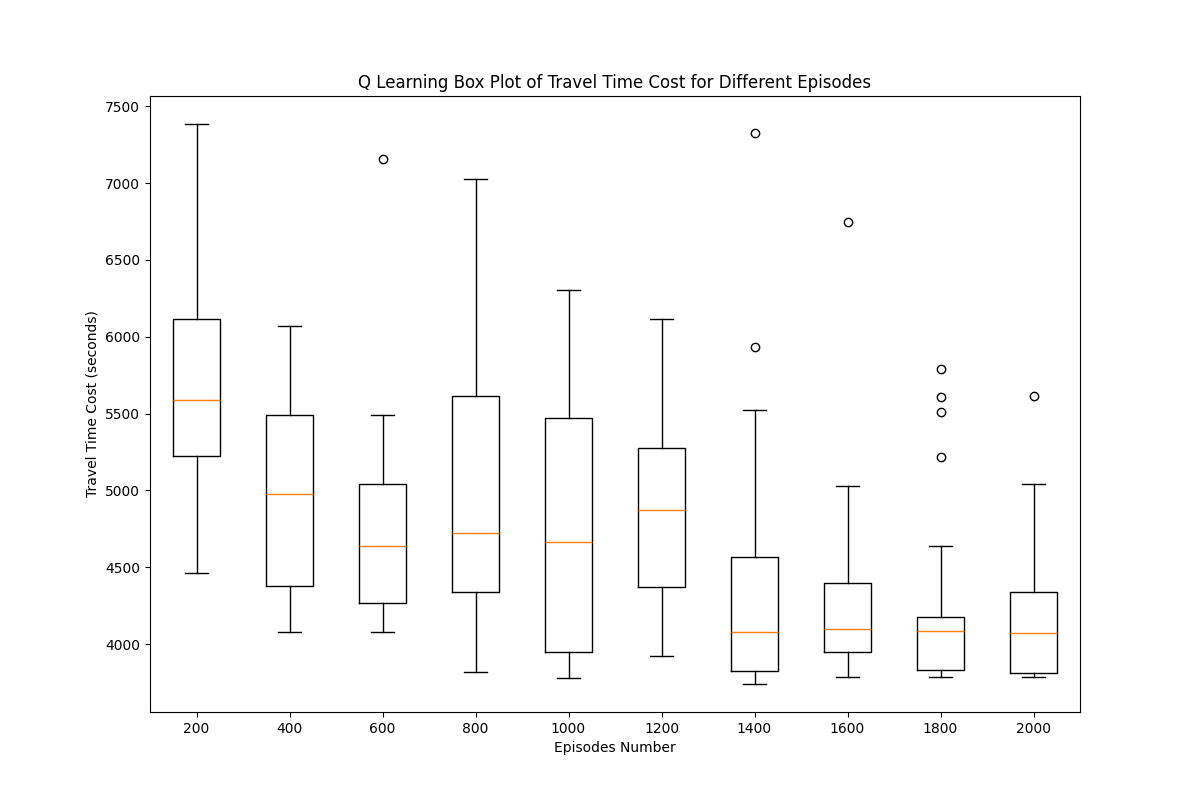 Q Learning Box Plot of Travel Time Cost for Different Episodes
7500
7000
6500
6000
5500
5000
4500
4000
Travel Time Cost (seconds)
200 400 600 800 1000 1200 1400 1600 1800 2000
Episodes Number